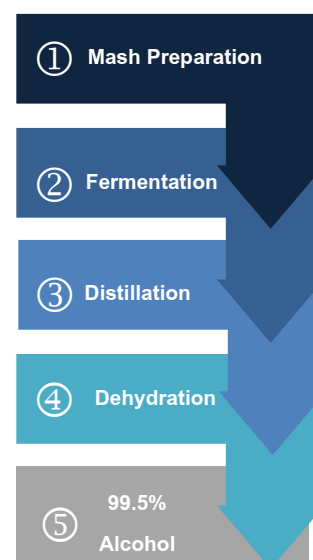 ① Mash Preparation
② Fermentation
③ Distillation
④ Dehydration
⑤ 99.5%
Alcohol